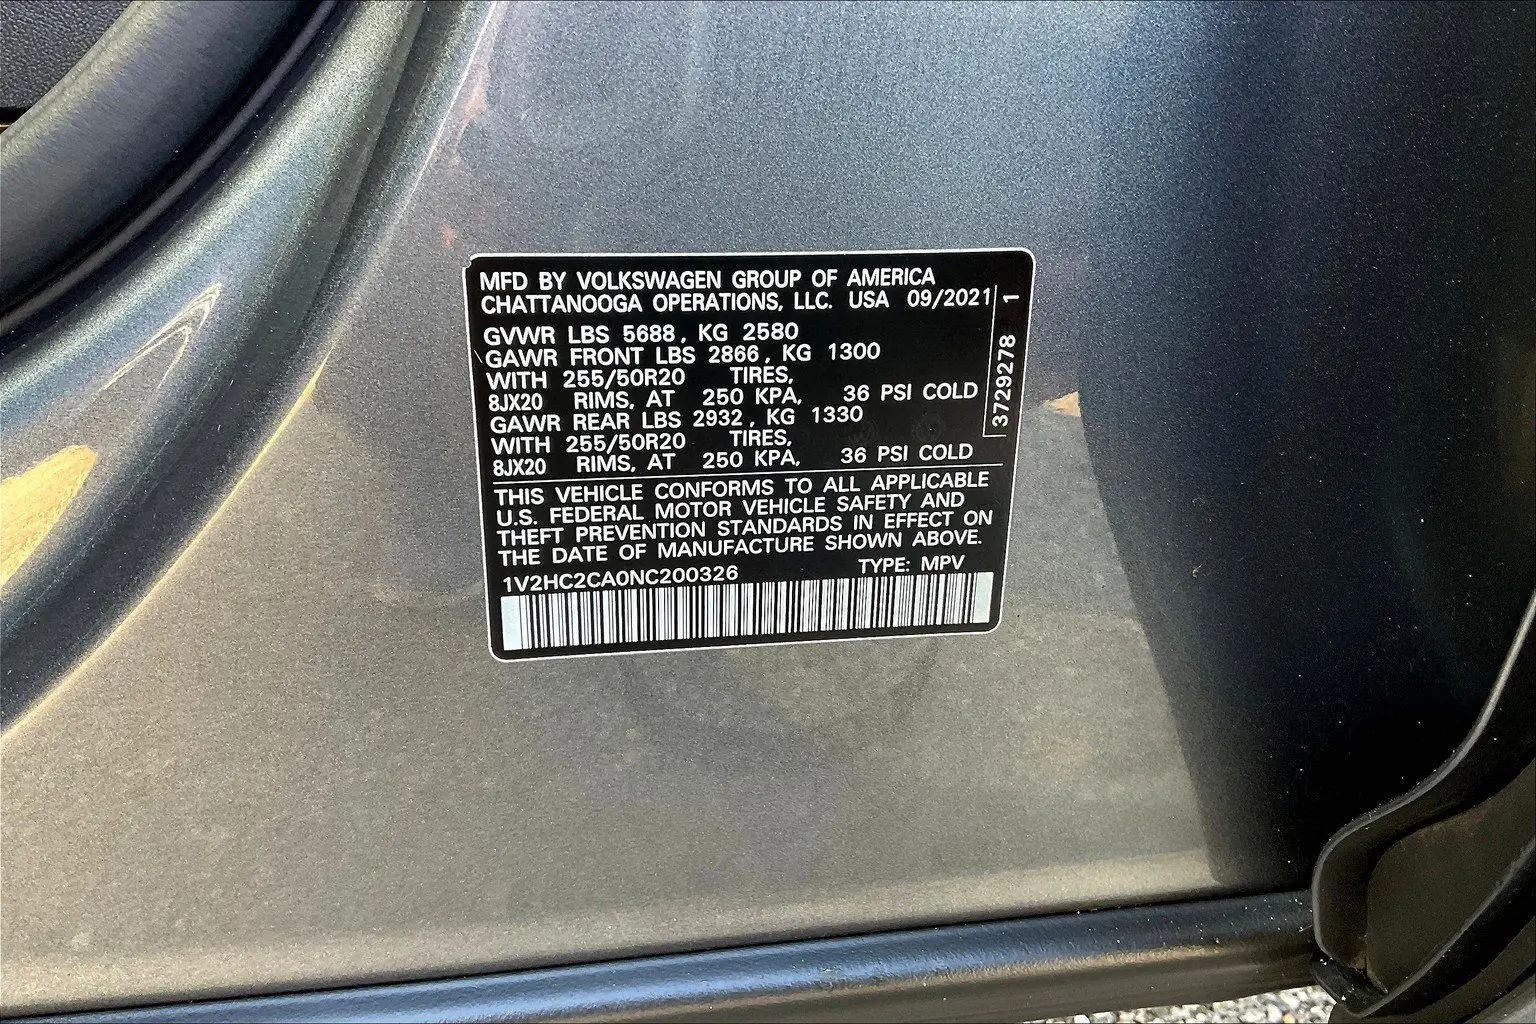 MFD BY VOLKSWAGEN GROUP OF AMERICA
CHATTANOOGA OPERATIONS, LLC. USA 09/2021
GVWR LBS 5688, KG 2580
GAWR FRONT LBS 2866, KG 1300
WITH 255/50R20 TIRES,
8JX20 RIMS, AT 250 KPA, 36 PSI COLD
GAWR REAR LBS 2932, KG 1330
WITH 255/50R20 TIRES,
8JX20 RIMS, AT 250 KPA, 36 PSI COLD
3729278 1
THIS VEHICLE CONFORMS TO ALL APPLICABLE
U.S. FEDERAL MOTOR VEHICLE SAFETY AND
THEFT PREVENTION STANDARDS IN EFFECT ON
THE DATE OF MANUFACTURE SHOWN ABOVE.
1V2HC2CA0NC200326 TYPE: MPV